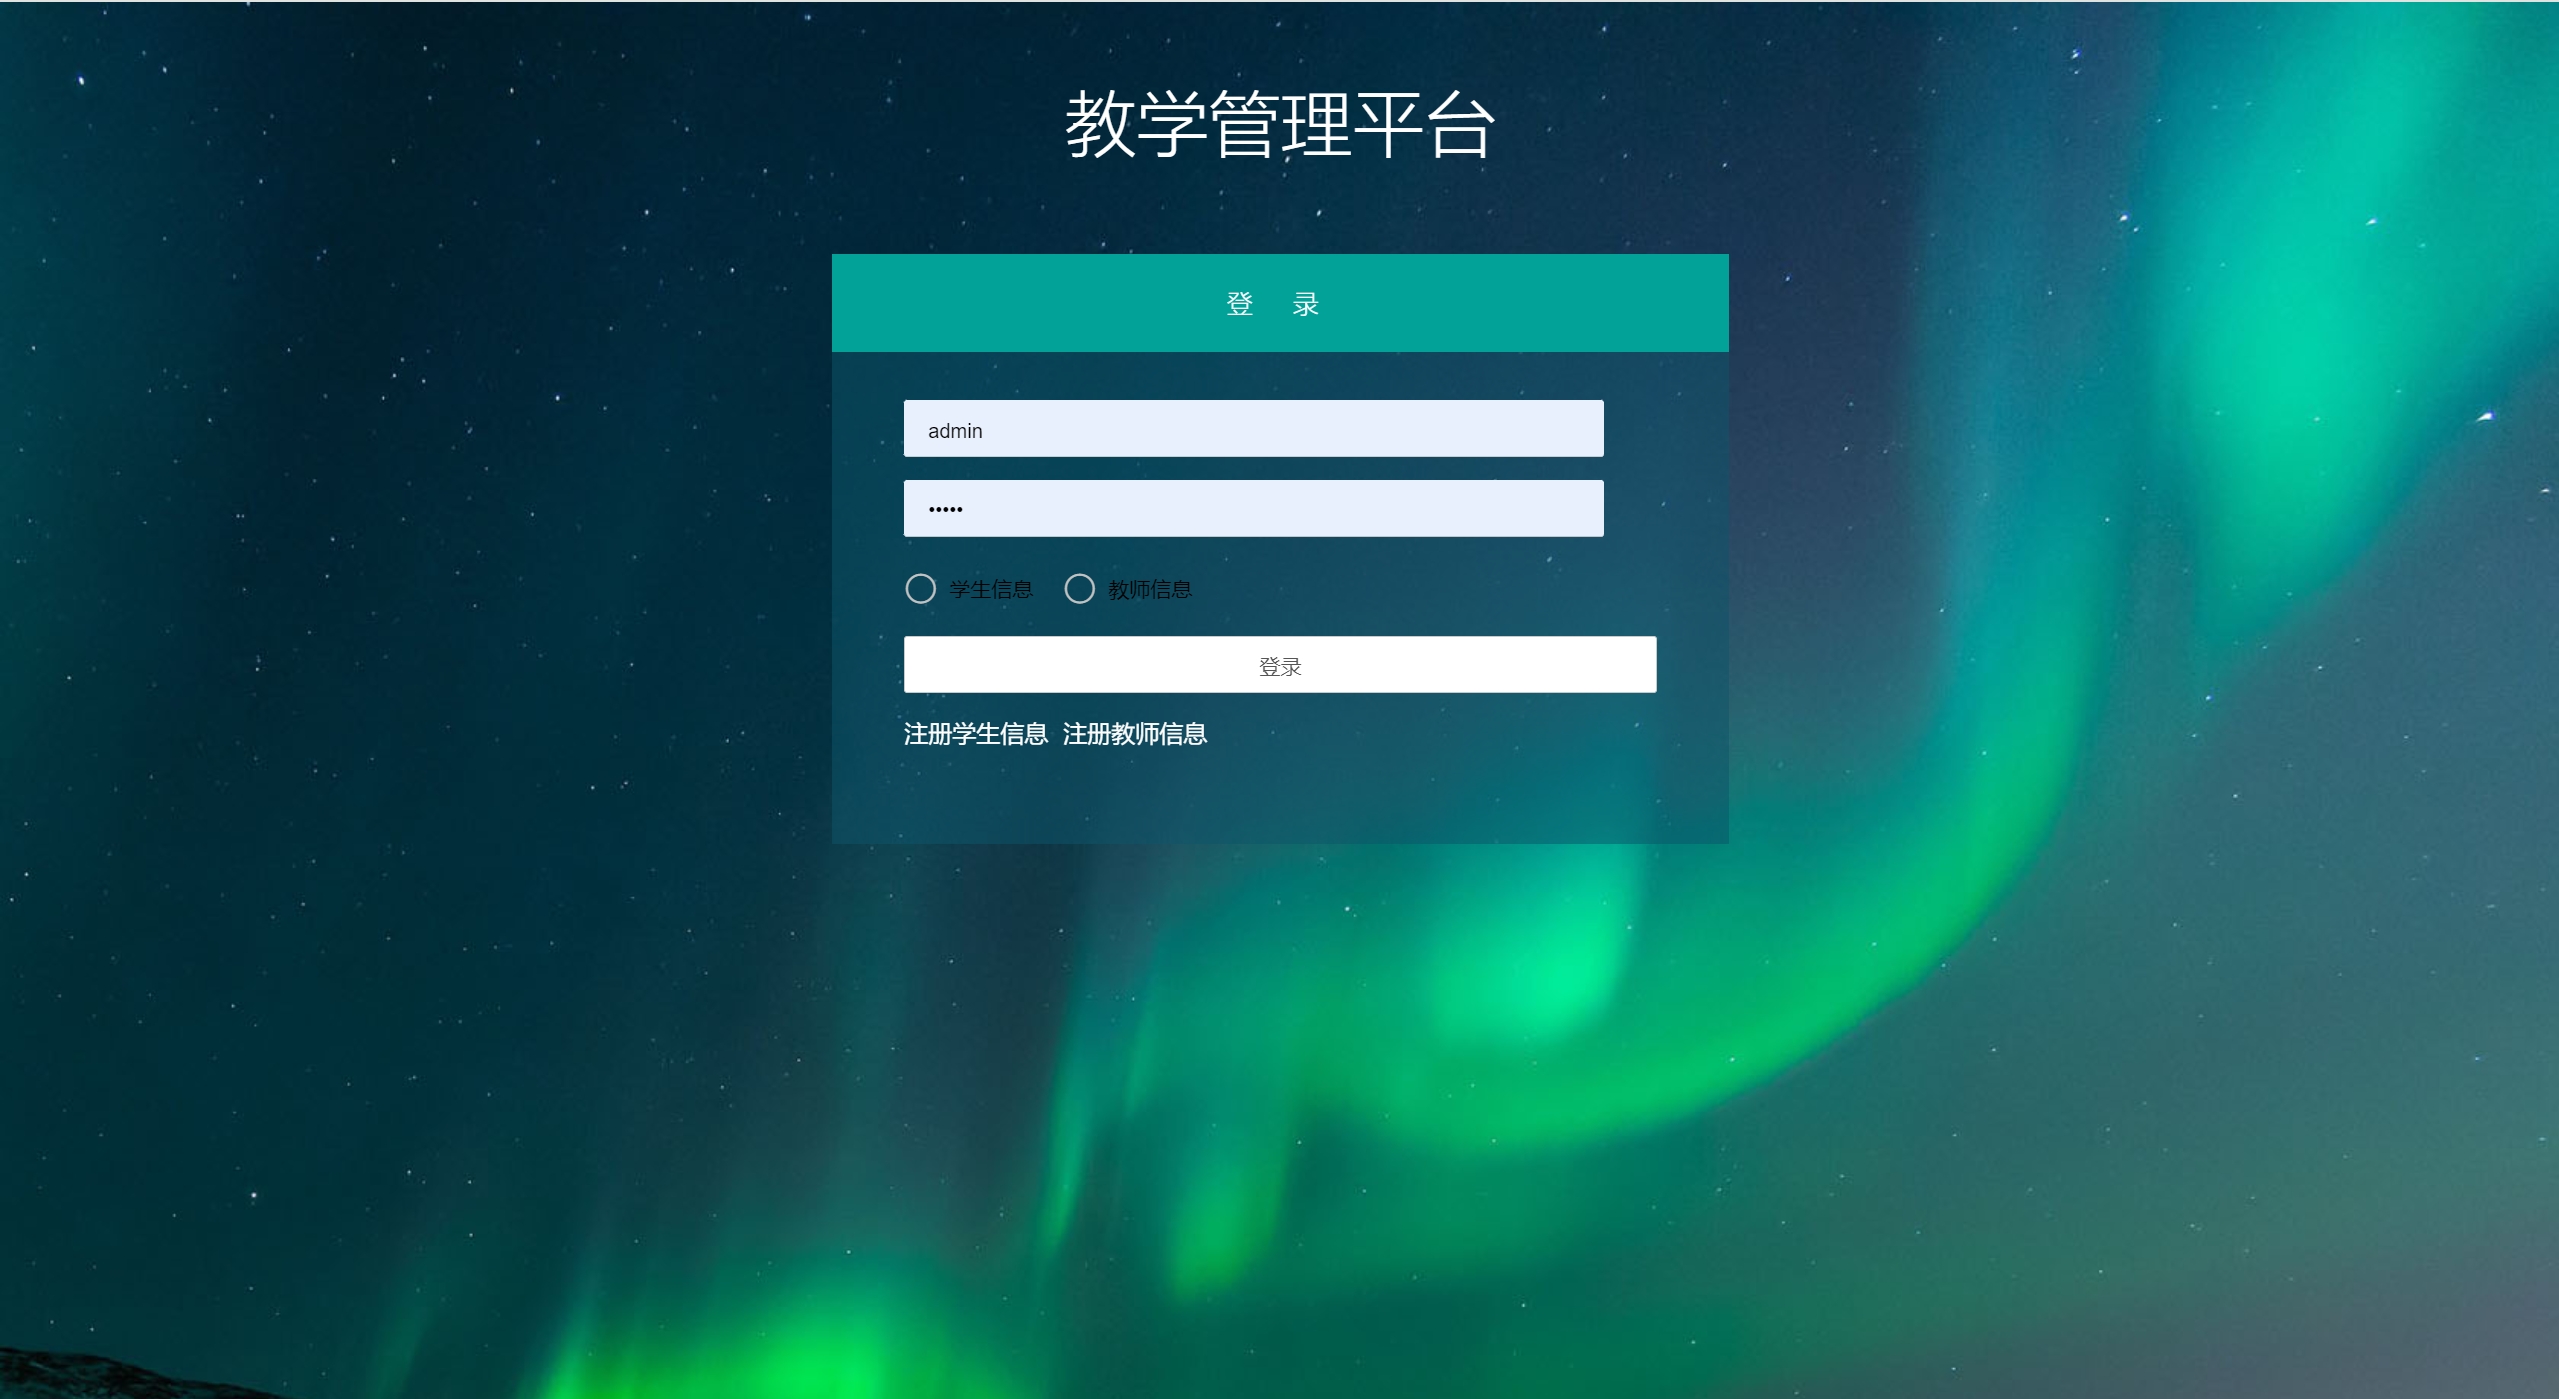 教学管理平台
登 录
admin
•••••
学生信息 教师信息
登录
注册学生信息 注册教师信息